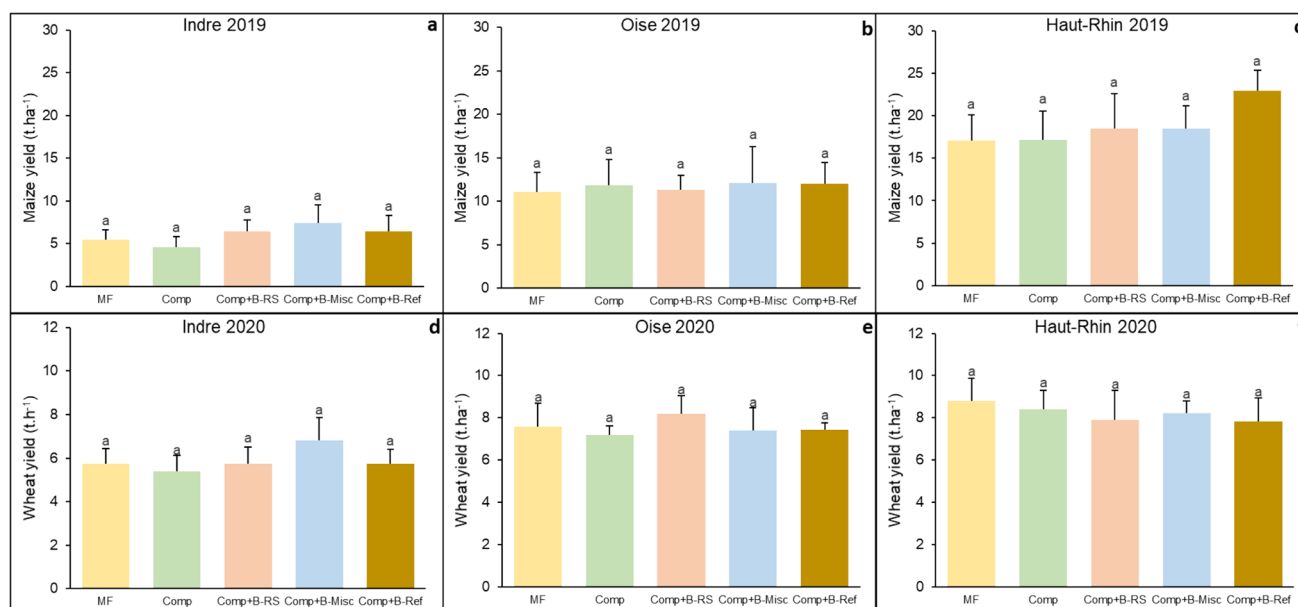 Indre 2019 a
Maize yield (t.ha⁻¹)
30
25
20
15
10
5
0
a a a a a
MF Comp Comp+B-RS Comp+B-Misc Comp+B-Ref
Oise 2019 b
Maize yield (t.ha⁻¹)
30
25
20
15
10
5
0
a a a a a
MF Comp Comp+B-RS Comp+B-Misc Comp+B-Ref
Haut-Rhin 2019
Maize yield (t.ha⁻¹)
30
25
20
15
10
5
0
a a a a a
MF Comp Comp+B-RS Comp+B-Misc Comp+B-Ref
Indre 2020 d
Wheat yield (t.h⁻¹)
12
10
8
6
4
2
0
a a a a a
MF Comp Comp+B-RS Comp+B-Misc Comp+B-Ref
Oise 2020 e
Wheat yield (t.ha⁻¹)
12
10
8
6
4
2
0
a a a a a
MF Comp Comp+B-RS Comp+B-Misc Comp+B-Ref
Haut-Rhin 2020
Wheat yield (t.ha⁻¹)
12
10
8
6
4
2
0
a a a a a
MF Comp Comp+B-RS Comp+B-Misc Comp+B-Ref